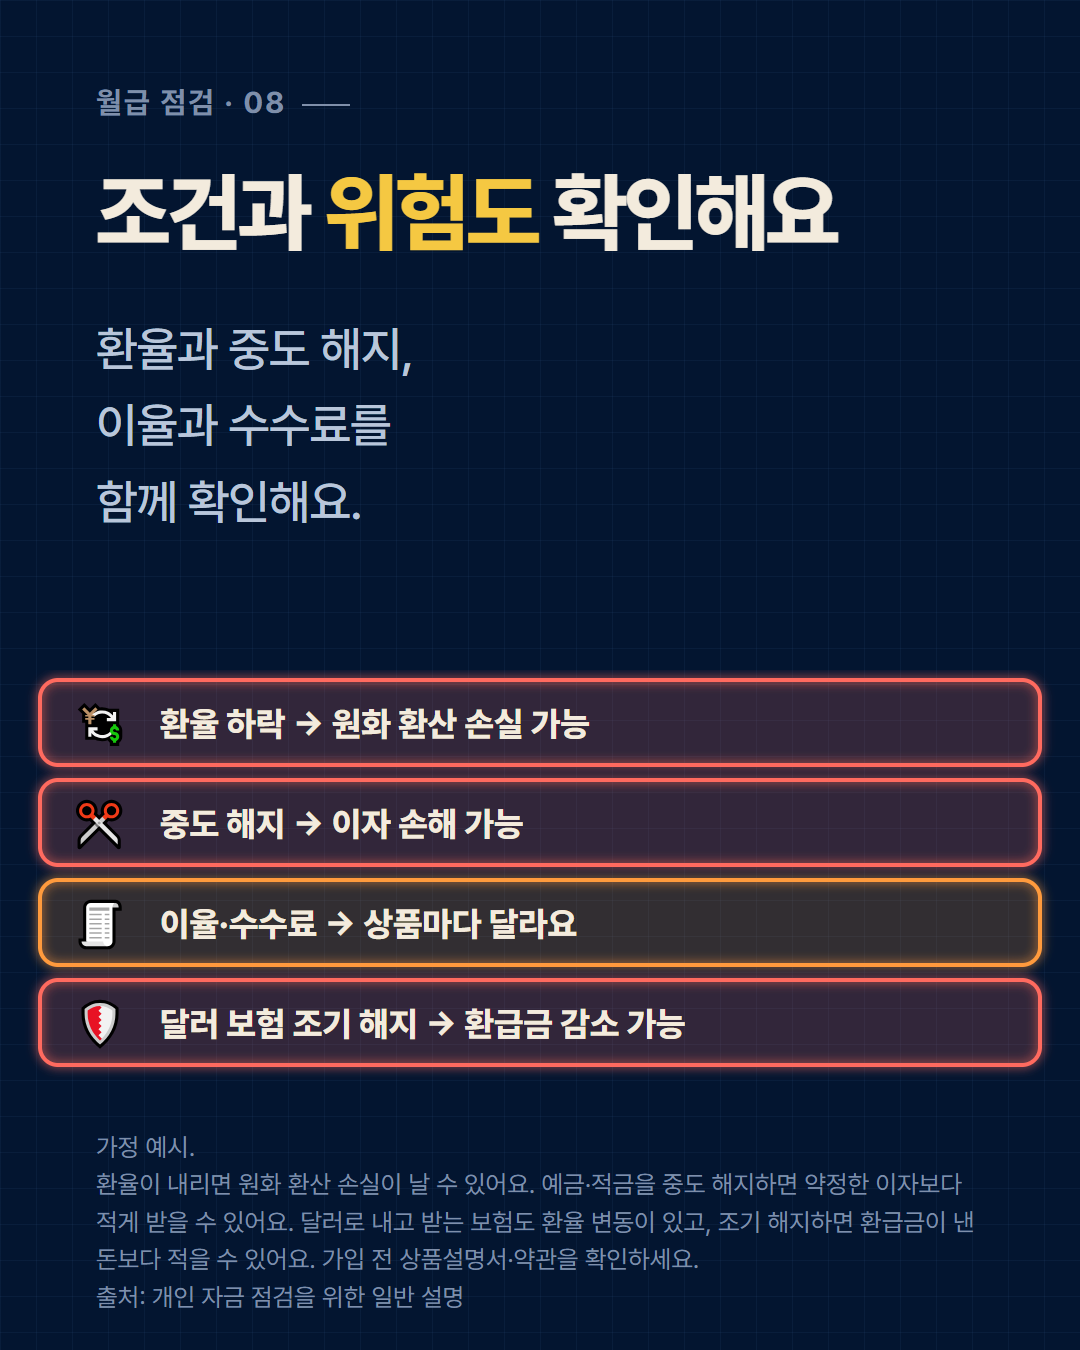 월급 점검 · 08
조건과 위험도 확인해요
환율과 중도 해지,
이율과 수수료를
함께 확인해요.
환율 하락 → 원화 환산 손실 가능
중도 해지 → 이자 손해 가능
이율·수수료 → 상품마다 달라요
달러 보험 조기 해지 → 환급금 감소 가능
가정 예시.
환율이 내리면 원화 환산 손실이 날 수 있어요. 예금·적금을 중도 해지하면 약정한 이자보다
적게 받을 수 있어요. 달러로 내고 받는 보험도 환율 변동이 있고, 조기 해지하면 환급금이 낸
돈보다 적을 수 있어요. 가입 전 상품설명서·약관을 확인하세요.
출처: 개인 자금 점검을 위한 일반 설명